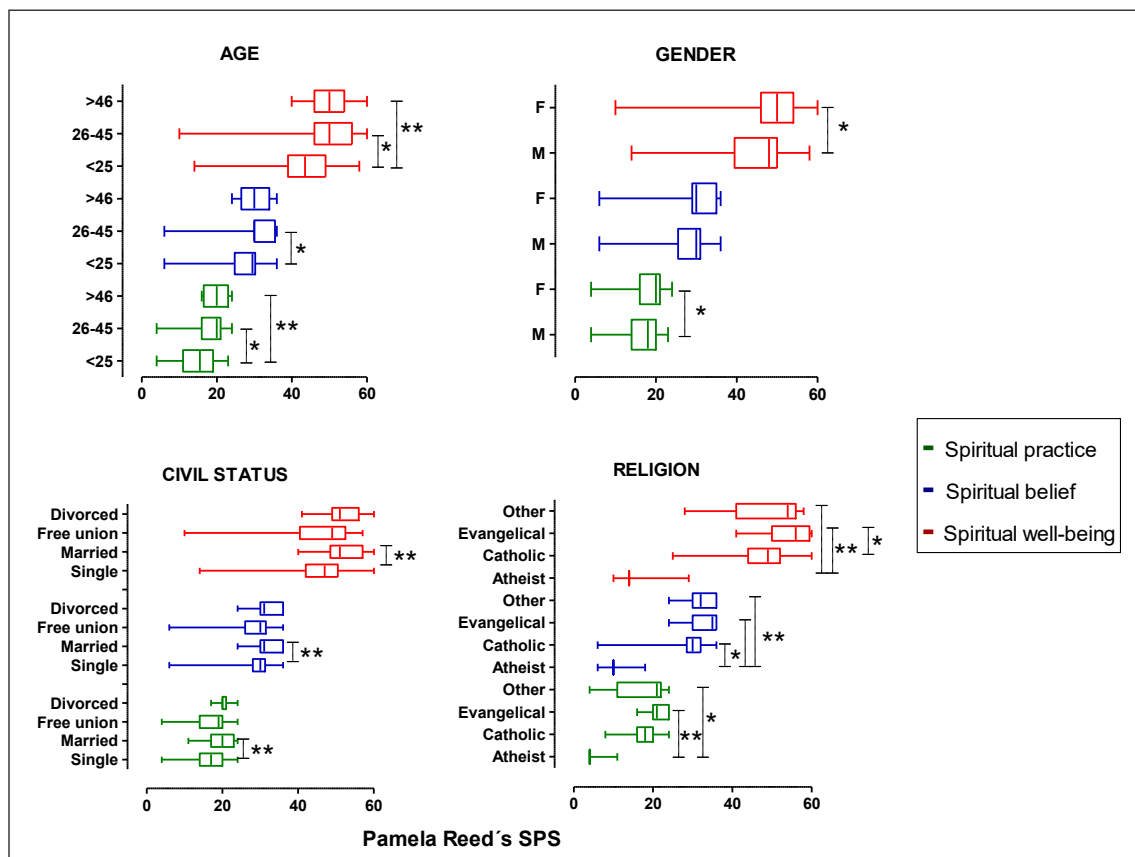 AGE
>46
26-45
<25
>46
26-45
<25
>46
26-45
<25
**
*
*
**
*
0 20 40 60
GENDER
F
M
F
M
F
M
*
*
0 20 40 60
CIVIL STATUS
Divorced
Free union
Married
Single
Divorced
Free union
Married
Single
Divorced
Free union
Married
Single
**
**
**
0 20 40 60
RELIGION
Other
Evangelical
Catholic
Atheist
Other
Evangelical
Catholic
Atheist
Other
Evangelical
Catholic
Atheist
*
**
**
*
*
**
0 20 40 60
Spiritual practice
Spiritual belief
Spiritual well-being
Pamela Reed´s SPS